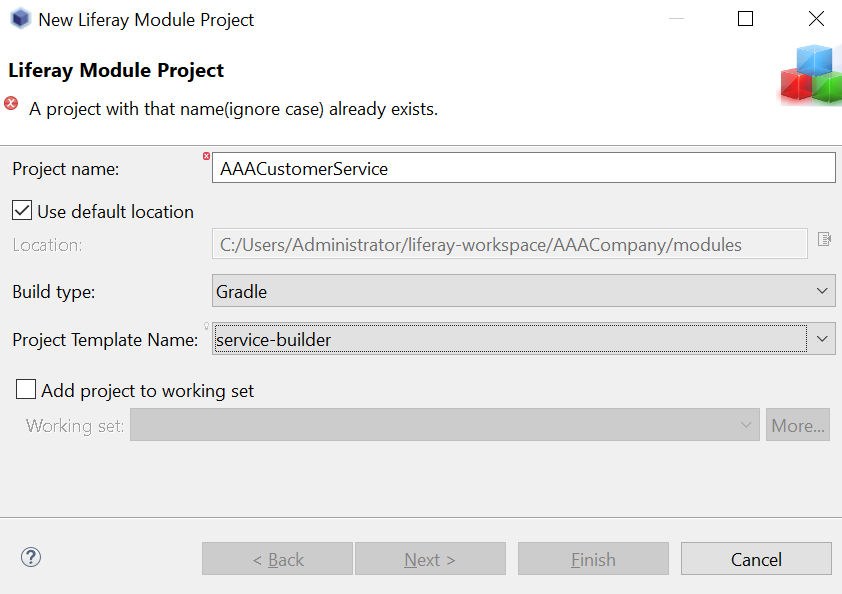 New Liferay Module Project
Liferay Module Project
A project with that name(ignore case) already exists.
Project name: AAACustomerService
Use default location
Location: C:/Users/Administrator/liferay-workspace/AAACompany/modules
Build type: Gradle
Project Template Name: service-builder
Add project to working set
Working set: More...
? < Back Next > Finish Cancel